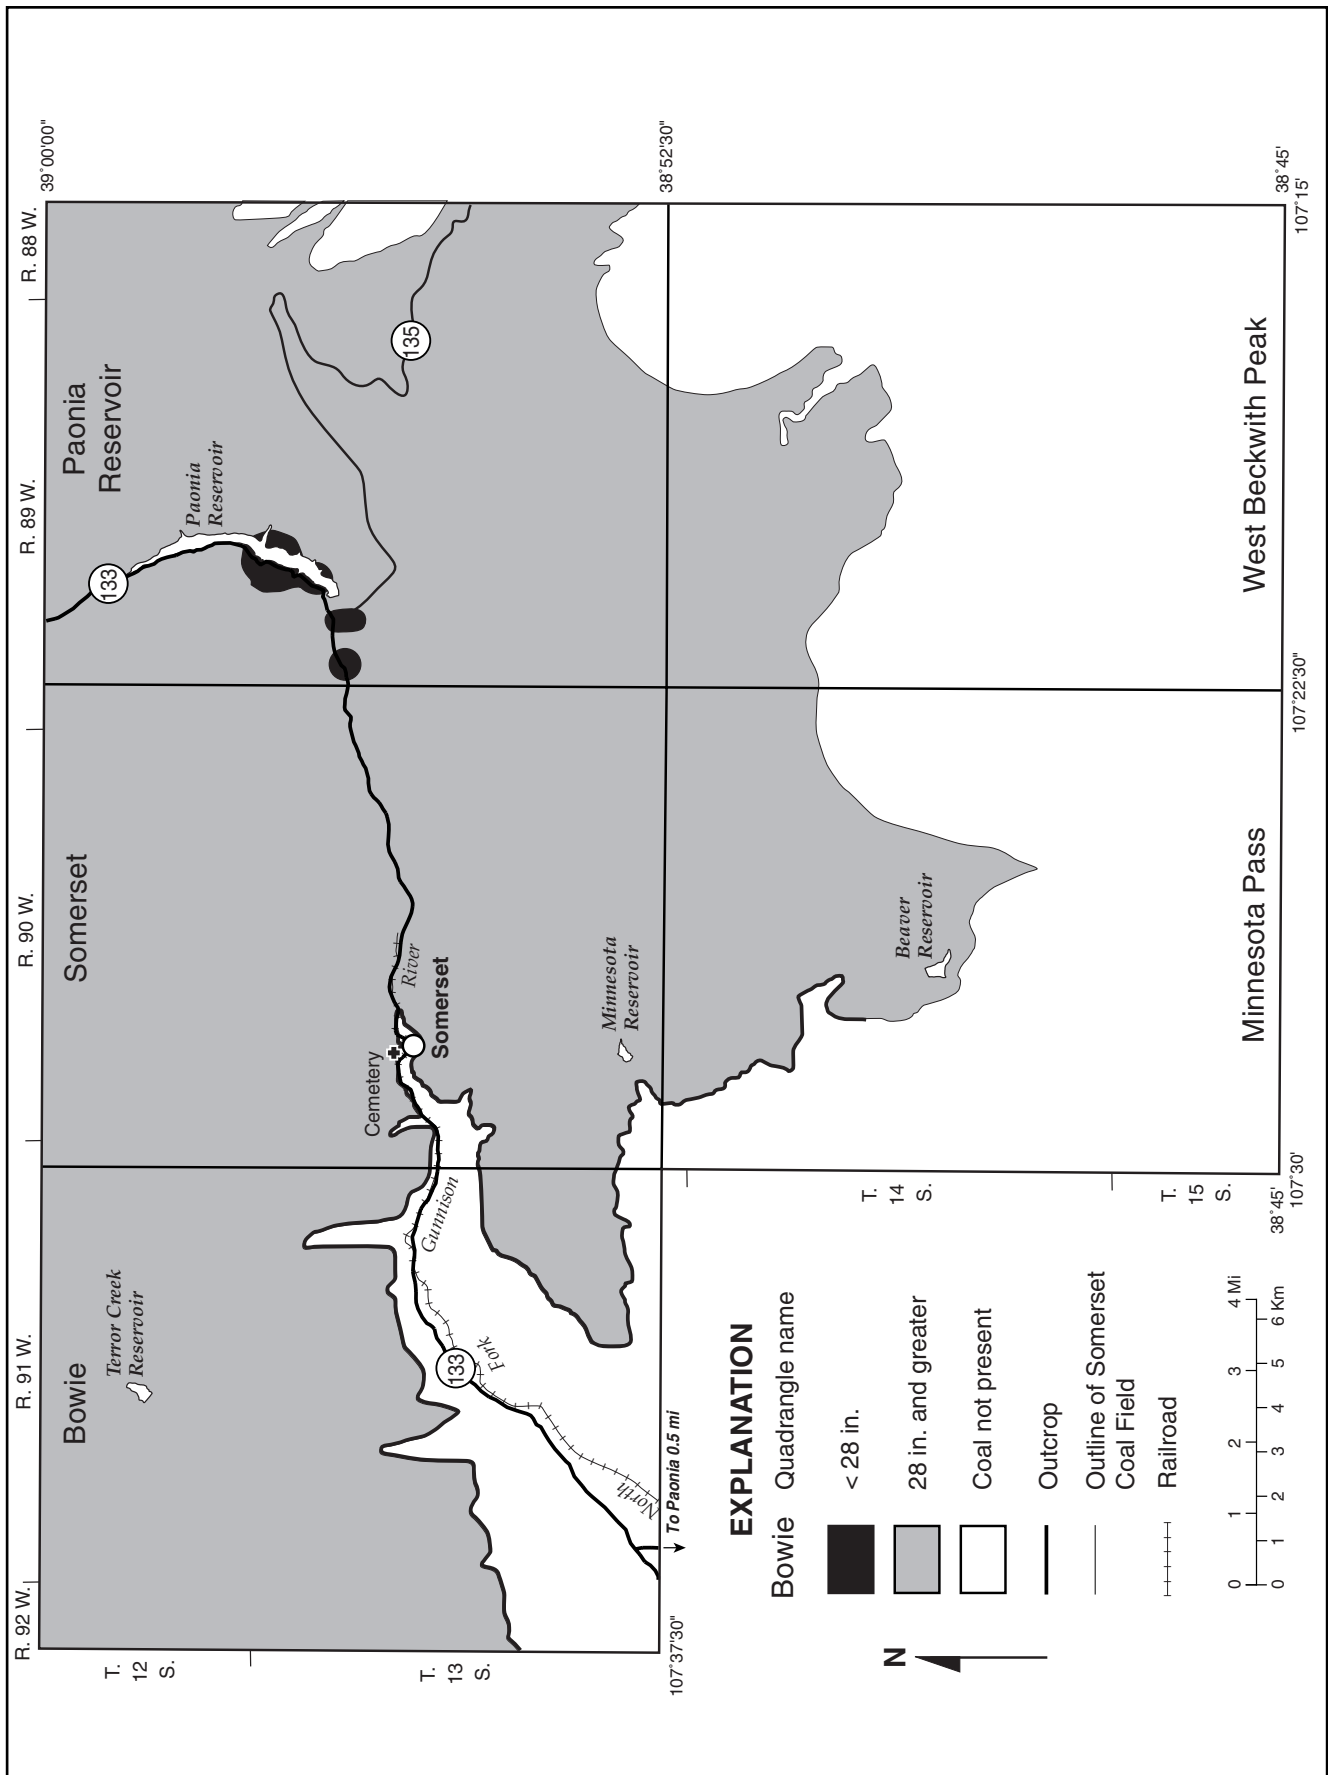 R. 92 W.
R. 91 W.
R. 90 W.
R. 89 W.
R. 88 W.
39°00'00"
T.
12
S.
Bowie
Somerset
Paonia
Reservoir
Terror Creek
Reservoir
133
Paonia
Reservoir
Cemetery
River
Somerset
135
T.
13
S.
133
Gunnison
Fork
North
Minnesota
Reservoir
107°37'30"
To Paonia 0.5 mi
38°52'30"
T.
14
S.
Beaver
Reservoir
T.
15
S.
Minnesota Pass
West Beckwith Peak
38°45'
107°30'
107°22'30"
38°45'
107°15'
N
EXPLANATION
Bowie Quadrangle name
< 28 in.
28 in. and greater
Coal not present
Outcrop
Outline of Somerset
Coal Field
Railroad
0 1 2 3 4 Mi
0 1 2 3 4 5 6 Km